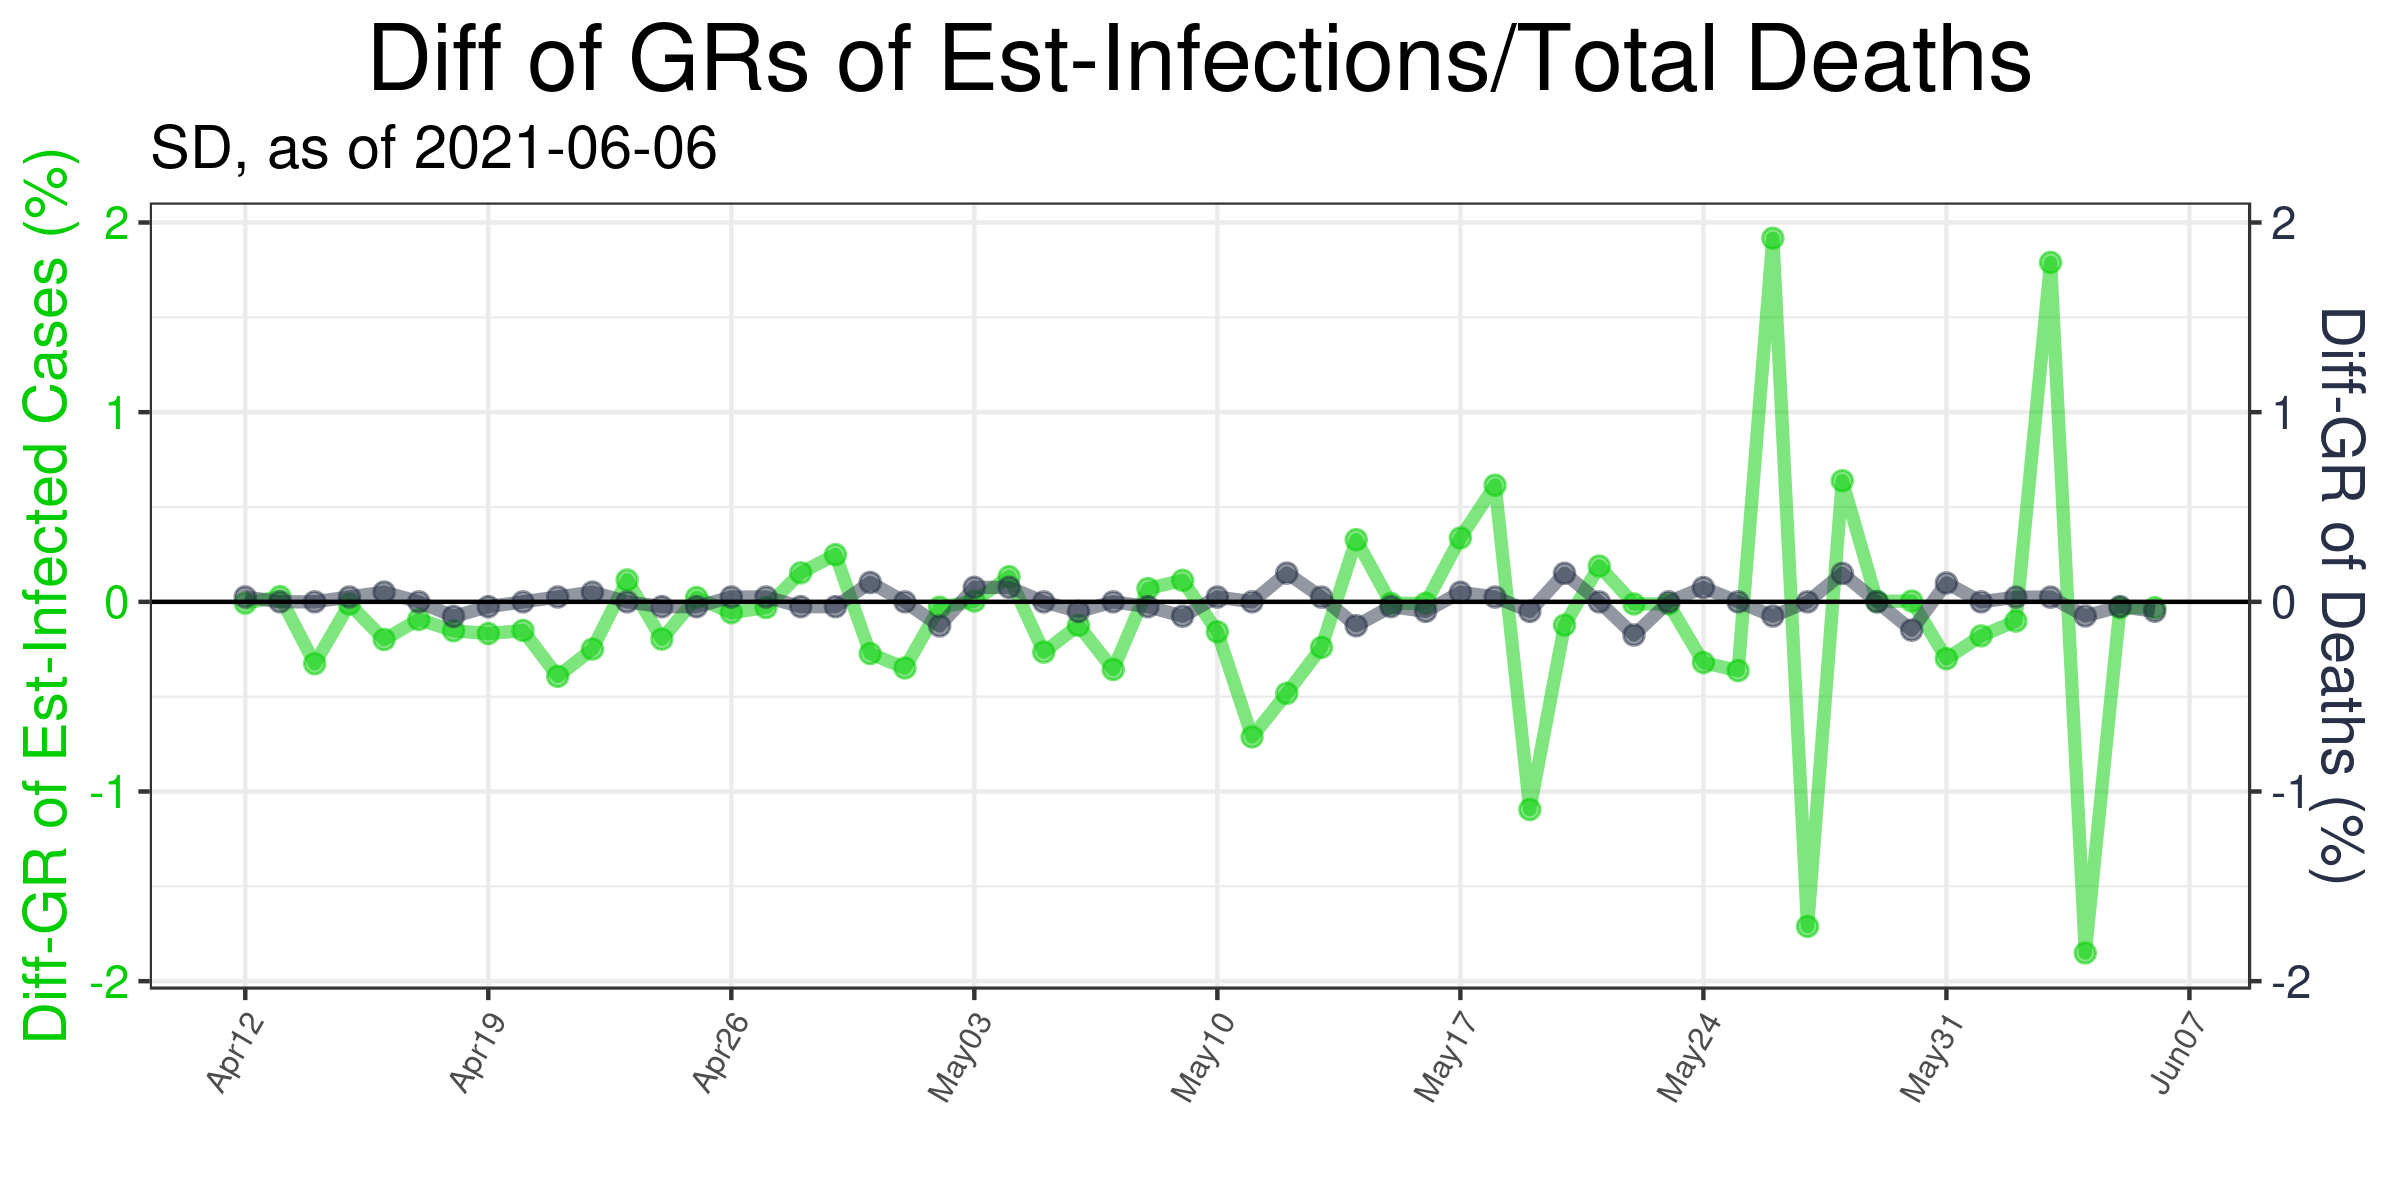 Diff of GRs of Est-Infections/Total Deaths
SD, as of 2021-06-06
Diff-GR of Est-Infected Cases (%)
2
1
0
-1
-2
2
1
0
-1
-2
Diff-GR of Deaths (%)
Apr12
Apr19
Apr26
May03
May10
May17
May24
May31
Jun07